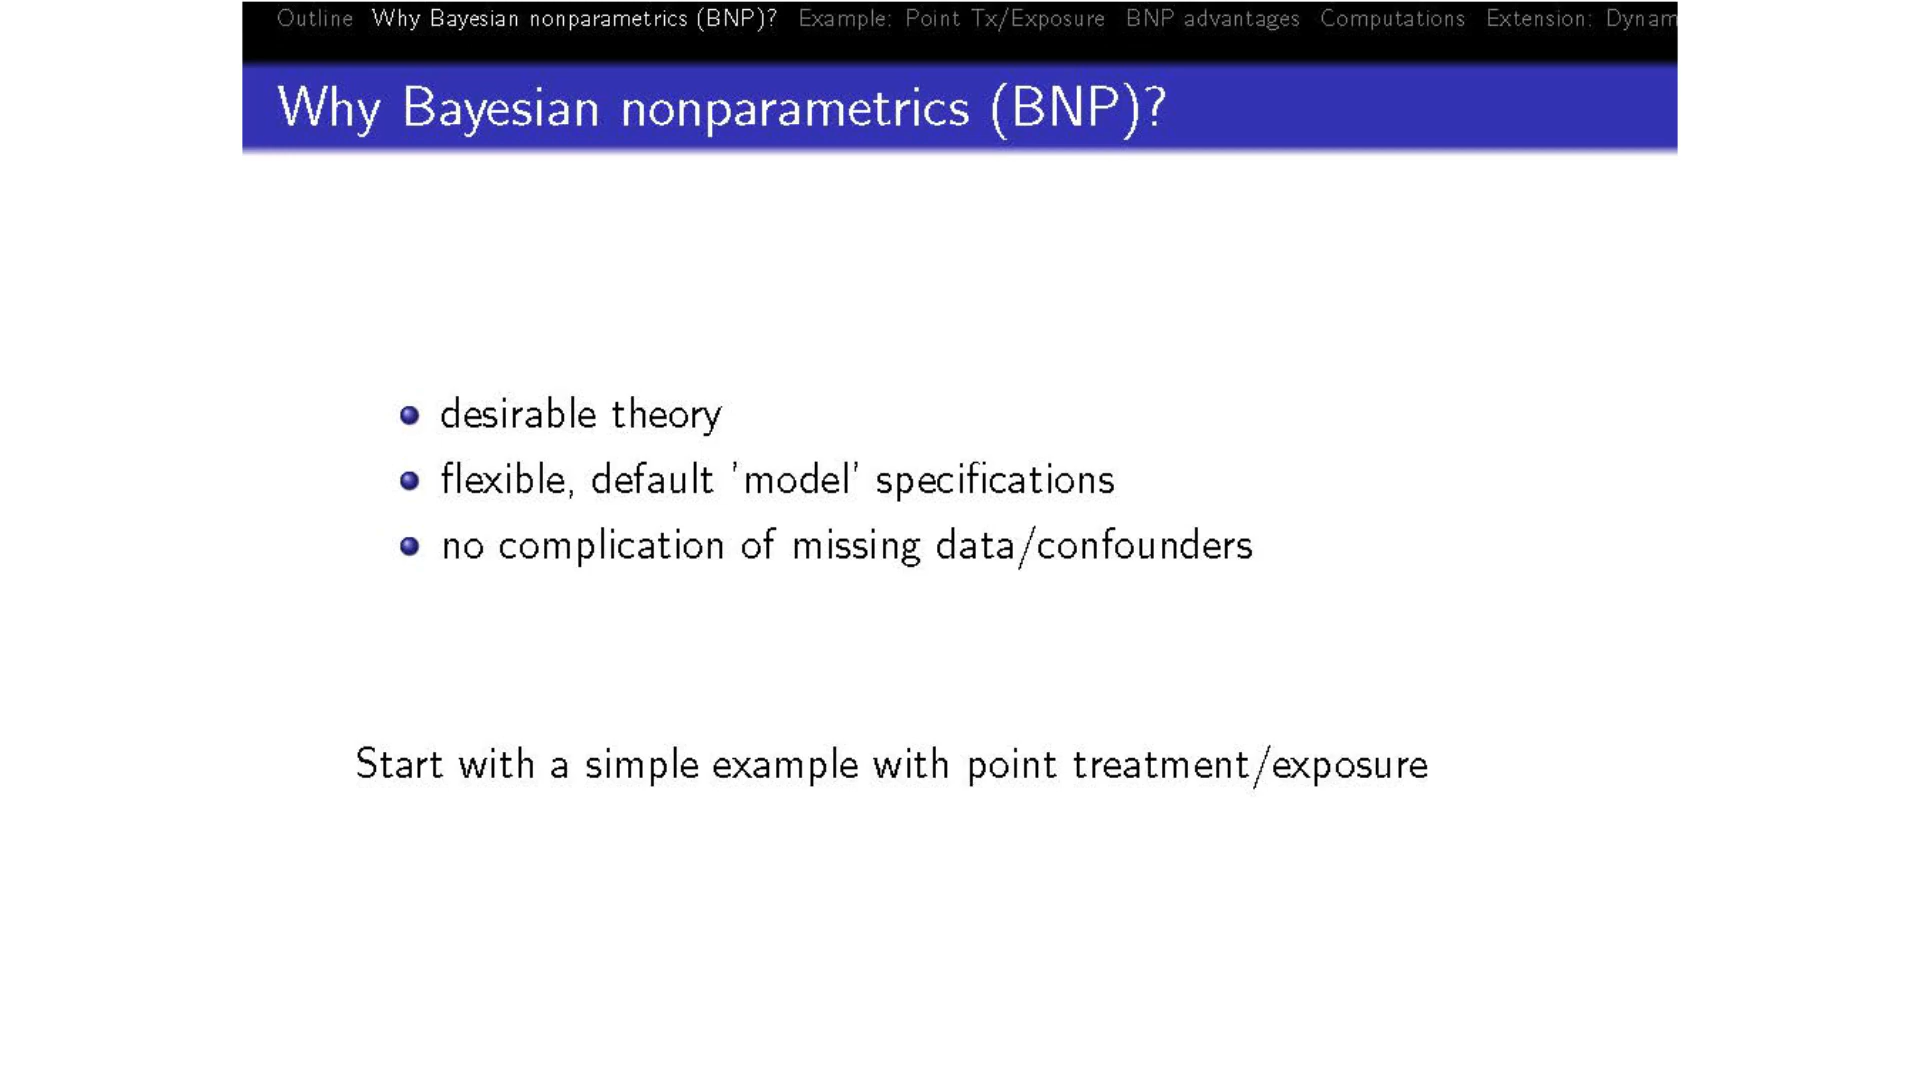 Outline Why Bayesian nonparametrics (BNP)? Example: Point Tx/Exposure BNP advantages Computations Extension: Dynam
Why Bayesian nonparametrics (BNP)?
desirable theory
flexible, default 'model' specifications
no complication of missing data/confounders
Start with a simple example with point treatment/exposure